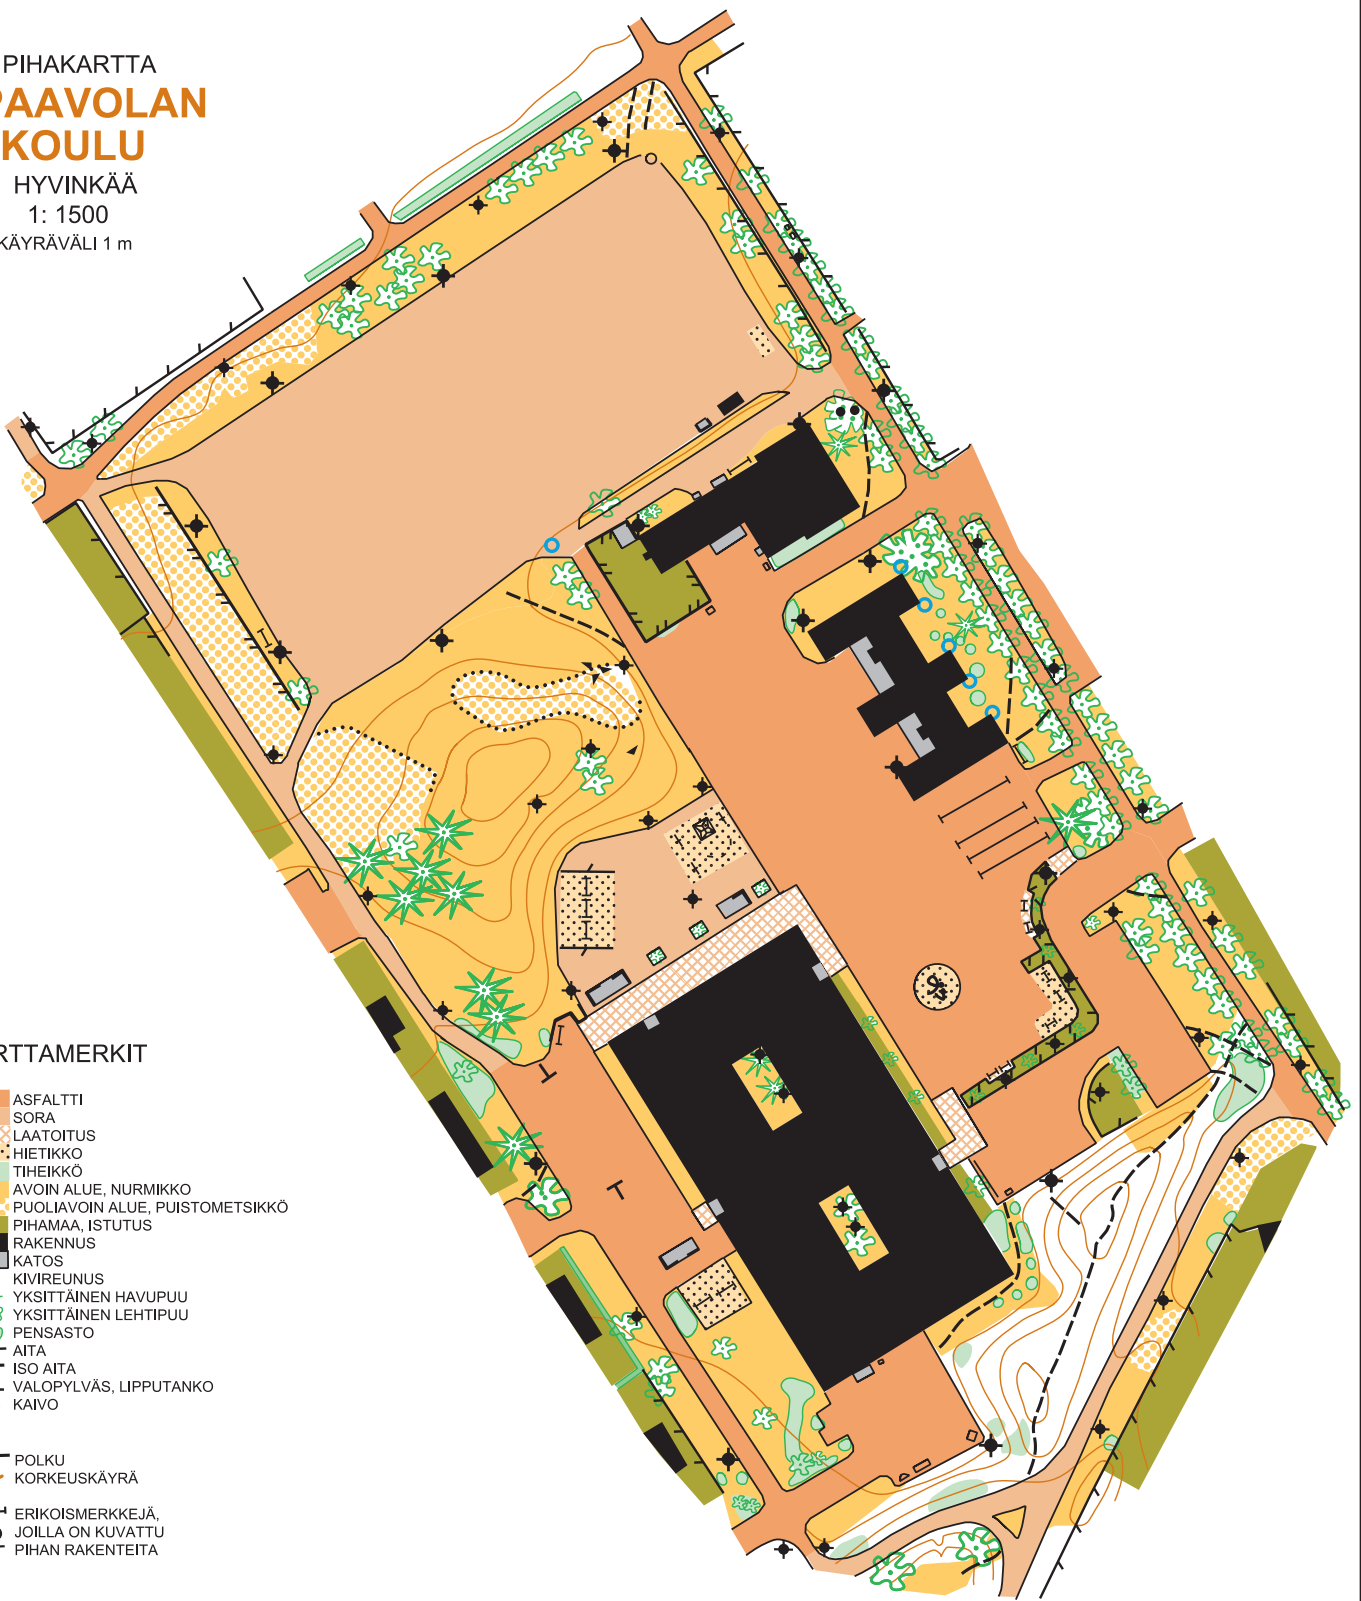 PIHAKARTTA
PAAVOLAN
KOULU
HYVINKÄÄ
1: 1500
KÄYRÄVÄLI 1 m
RTTAMERKIT
ASFALTTI
SORA
LAATOITUS
HIETIKKO
TIHEIKKÖ
AVOIN ALUE, NURMIKKO
PUOLIAVOIN ALUE, PUISTOMETSIKKÖ
PIHAMAA, ISTUTUS
RAKENNUS
KATOS
KIVIREUNUS
YKSITTÄINEN HAVUPUU
YKSITTÄINEN LEHTIPUU
PENSASTO
AITA
ISO AITA
VALOPYLVÄS, LIPPUTANKO
KAIVO
POLKU
KORKEUSKÄYRÄ
ERIKOISMERKKEJÄ,
JOILLA ON KUVATTU
PIHAN RAKENTEITA